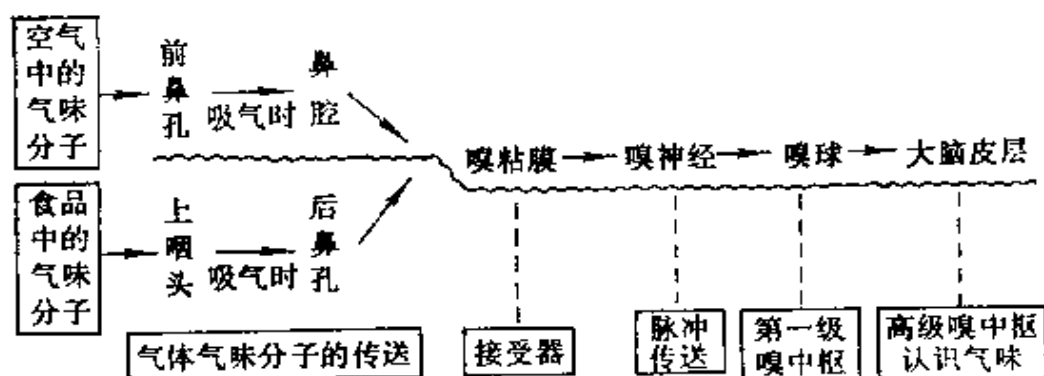 空气中的气味分子
前鼻孔
吸气时
鼻腔
食品中的气味分子
上咽头
吸气时
后鼻孔
嗅粘膜
嗅神经
嗅球
大脑皮层
气体气味分子的传送
接受器
脉冲
传送
第一级
嗅中枢
高级嗅中枢
认识气味